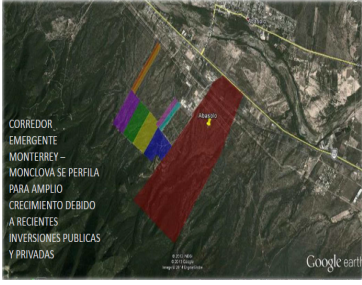 Abasolo
CORREDOR
EMERGENTE
MONTERREY –
MONCLOVA SE PERFILA
PARA AMPLIO
CRECIMIENTO DEBIDO
A RECIENTES
INVERSIONES PUBLICAS
Y PRIVADAS
Google earth